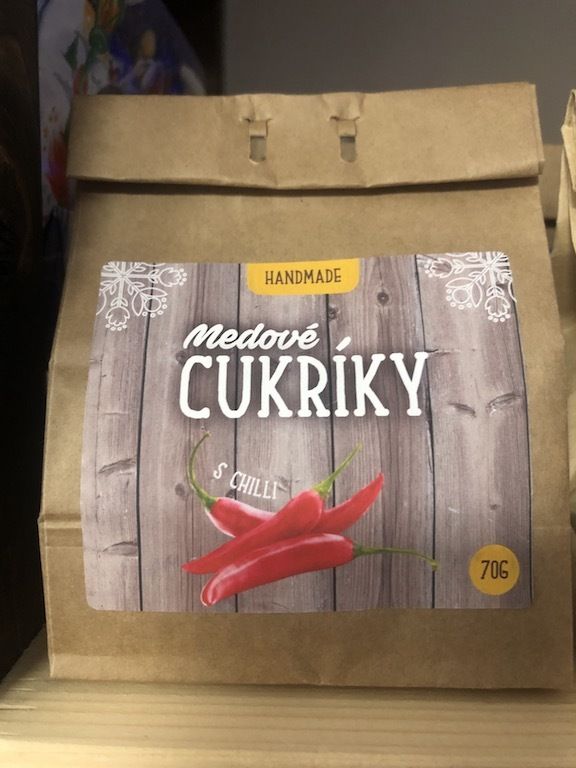 HANDMADE
Medové
CUKRÍKY
S CHILLI
70G